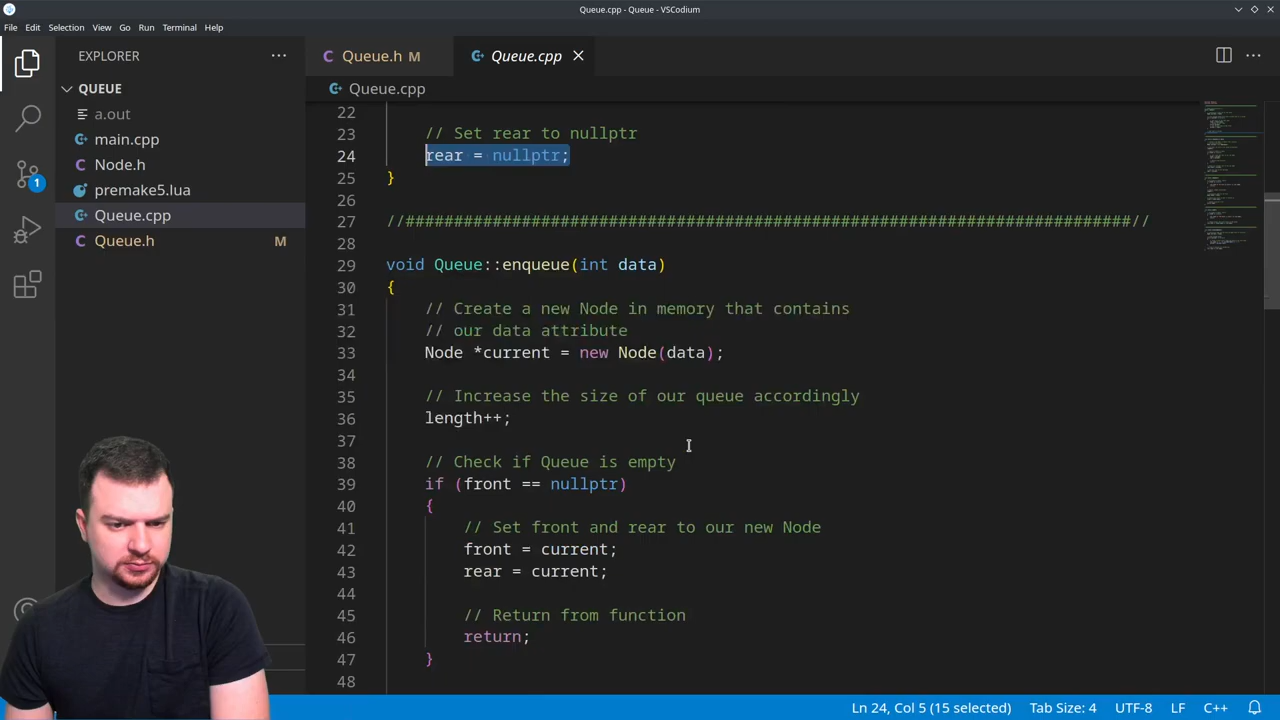 Queue.cpp - Queue - VSCodium
File Edit Selection View Go Run Terminal Help
EXPLORER
Queue.h M
Queue.cpp
QUEUE
Queue.cpp
a.out
main.cpp
Node.h
premake5.lua
Queue.cpp
Queue.h M
1
22
23 // Set rear to nullptr
24 rear = nullptr;
25 }
26
27 //############################################################################//
28
29 void Queue::enqueue(int data)
30 {
31 // Create a new Node in memory that contains
32 // our data attribute
33 Node *current = new Node(data);
34
35 // Increase the size of our queue accordingly
36 length++;
37
38 // Check if Queue is empty
39 if (front == nullptr)
40 {
41 // Set front and rear to our new Node
42 front = current;
43 rear = current;
44
45 // Return from function
46 return;
47 }
48
Ln 24, Col 5 (15 selected) Tab Size: 4 UTF-8 LF C++